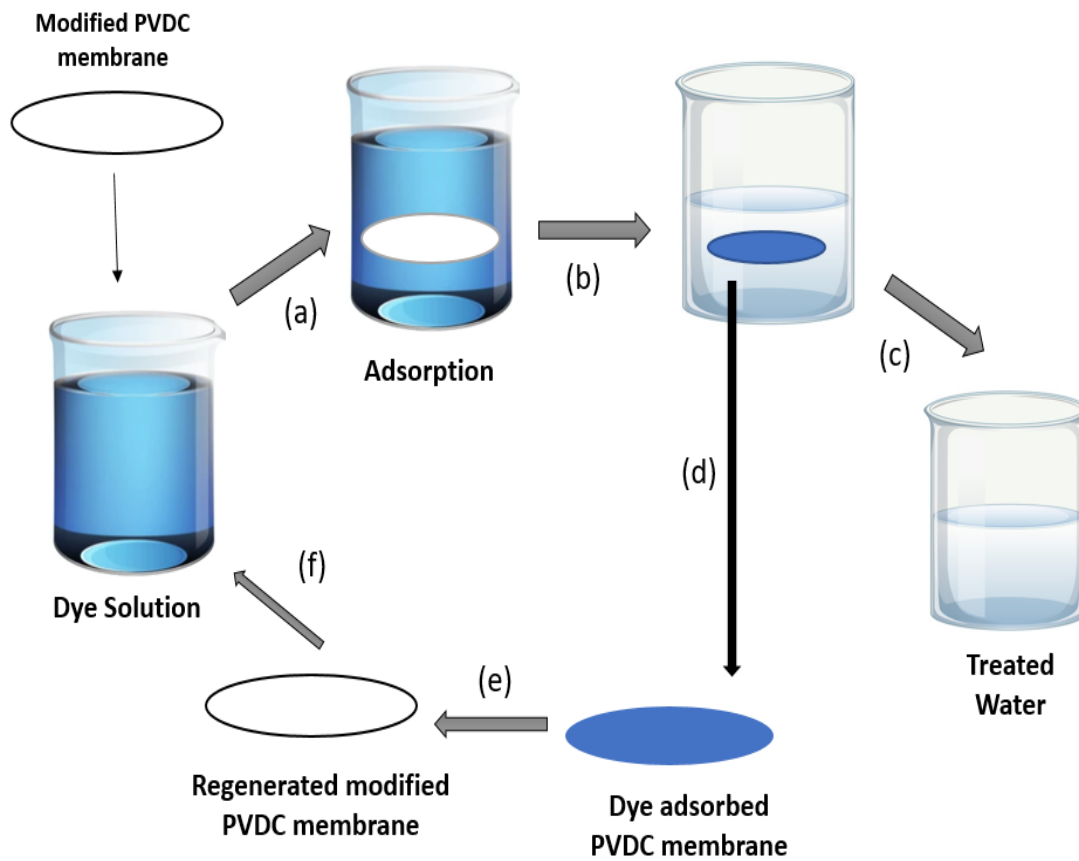 Modified PVDC
membrane
(a)
Adsorption
(b)
(c)
(d)
Dye Solution
(f)
(e)
Treated
Water
Regenerated modified
PVDC membrane
Dye adsorbed
PVDC membrane